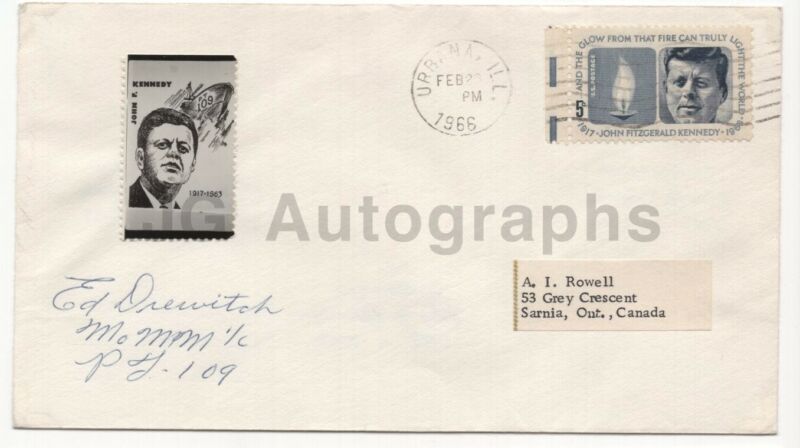 JOHN F. KENNEDY
109
1917-1963
URBANA, ILL.
FEB
PM
1966
AND THE GLOW FROM THAT FIRE CAN TRULY LIGHT THE WORLD
U.S. POSTAGE
5¢
1917-JOHN FITZGERALD KENNEDY-1963
Autographs
A. I. Rowell
53 Grey Crescent
Sarnia, Ont., Canada
Ed Drewitch
MoMM 1/c
PT-109